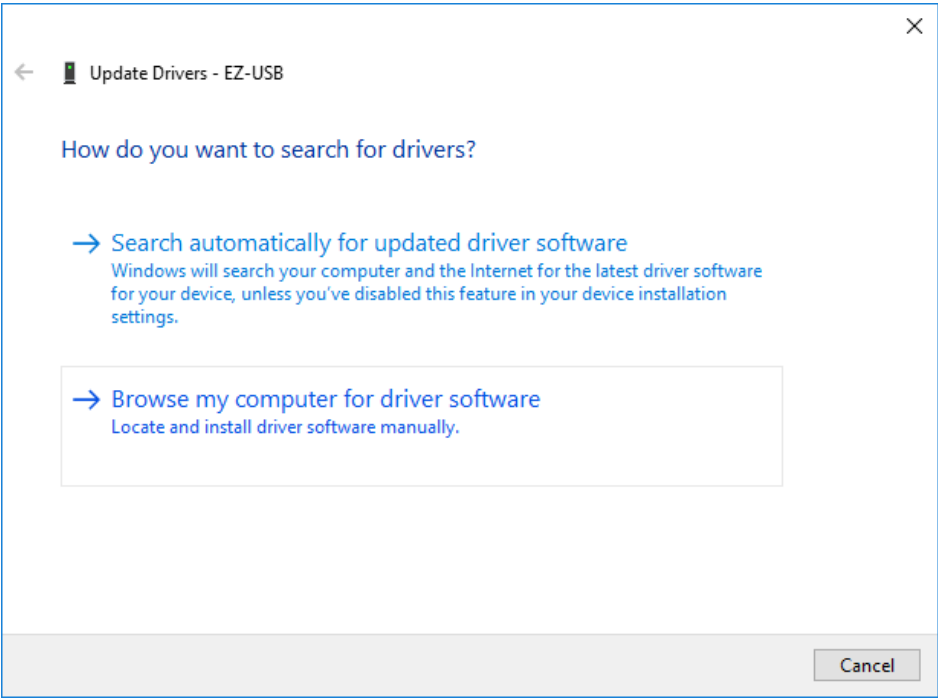 Update Drivers - EZ-USB
How do you want to search for drivers?
Search automatically for updated driver software
Windows will search your computer and the Internet for the latest driver software
for your device, unless you've disabled this feature in your device installation
settings.
Browse my computer for driver software
Locate and install driver software manually.
Cancel